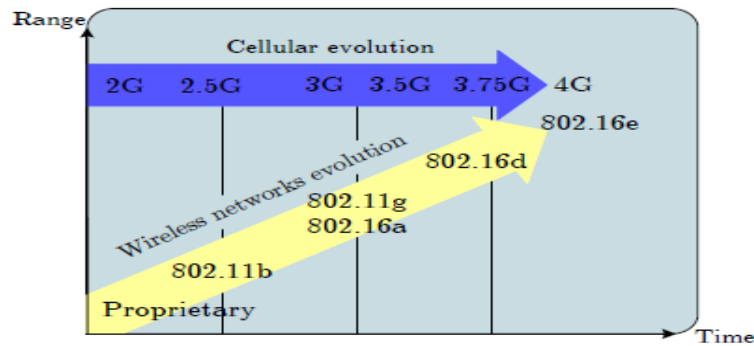 Range
Cellular evolution
2G 2.5G 3G 3.5G 3.75G 4G
802.16e
802.16d
Wireless networks evolution
802.11g
802.16a
802.11b
Proprietary
Time